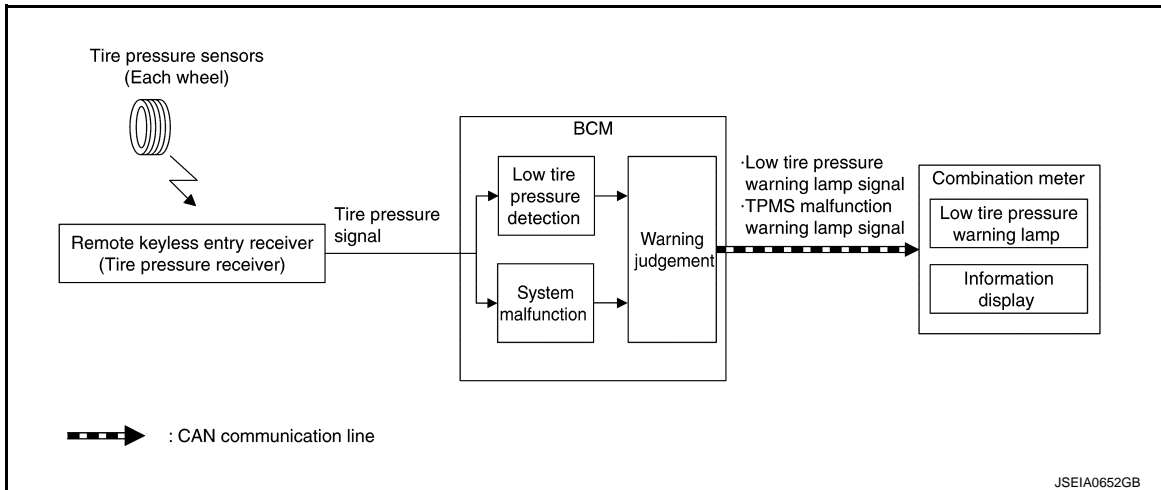 Tire pressure sensors
(Each wheel)
Remote keyless entry receiver
(Tire pressure receiver)
Tire pressure
signal
BCM
Low tire
pressure
detection
System
malfunction
Warning
judgement
·Low tire pressure
warning lamp signal
·TPMS malfunction
warning lamp signal
Combination meter
Low tire pressure
warning lamp
Information
display
: CAN communication line
JSEIA0652GB